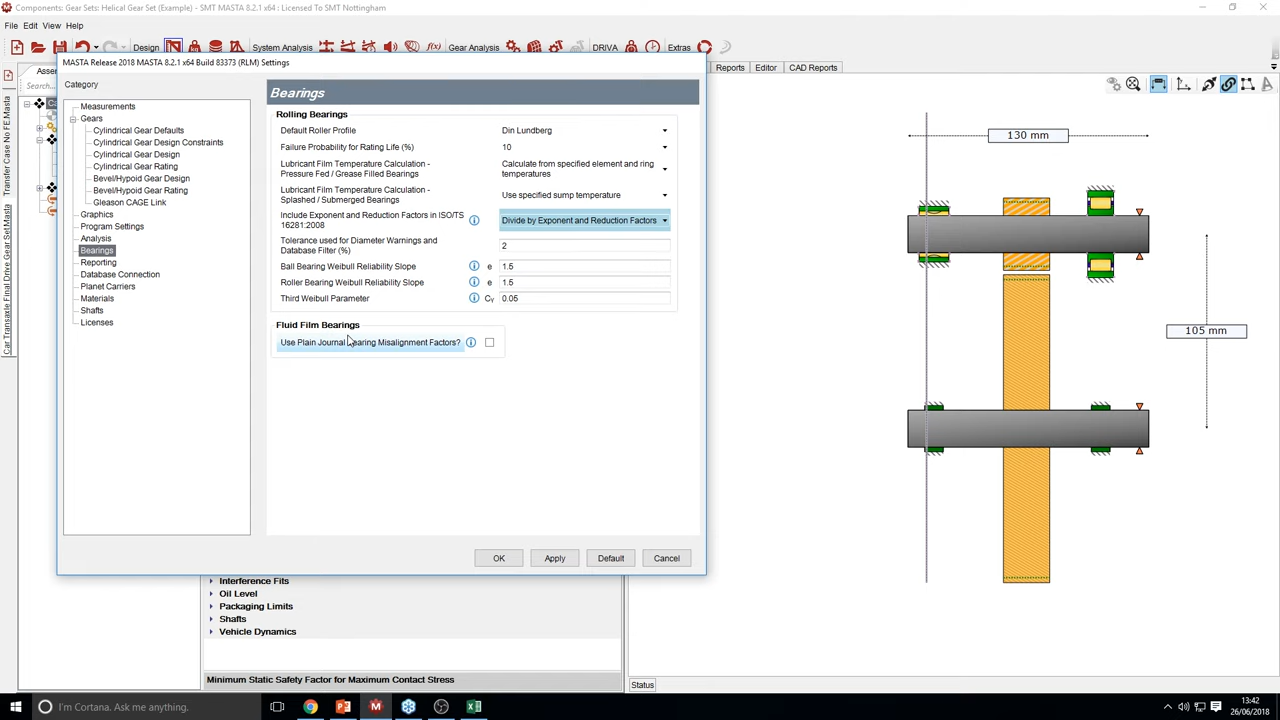 Components: Gear Sets: Helical Gear Set (Example) - SMT MASTA 8.2.1 x64 : Licensed To SMT Nottingham
File Edit View Help
Design System Analysis Gear Analysis DRIVA Extras
MASTA Release 2018 MASTA 8.2.1 x64 Build 83373 (RLM) Settings
Reports Editor CAD Reports
Category
Measurements
Gears
Cylindrical Gear Defaults
Cylindrical Gear Design Constraints
Cylindrical Gear Design
Cylindrical Gear Rating
Bevel/Hypoid Gear Design
Bevel/Hypoid Gear Rating
Gleason CAGE Link
Graphics
Program Settings
Analysis
Bearings
Reporting
Database Connection
Planet Carriers
Materials
Shafts
Licenses
Bearings
Rolling Bearings
Default Roller Profile Din Lundberg
Failure Probability for Rating Life (%) 10
Lubricant Film Temperature Calculation -
Pressure Fed / Grease Filled Bearings
Calculate from specified element and ring
temperatures
Lubricant Film Temperature Calculation -
Splashed / Submerged Bearings
Use specified sump temperature
Include Exponent and Reduction Factors in ISO/TS
16281:2008
Divide by Exponent and Reduction Factors
Tolerance used for Diameter Warnings and
Database Filter (%)
2
Ball Bearing Weibull Reliability Slope e 1.5
Roller Bearing Weibull Reliability Slope e 1.5
Third Weibull Parameter Cγ 0.05
Fluid Film Bearings
Use Plain Journal Bearing Misalignment Factors?
OK Apply Default Cancel
Assem
Search...
Transfer Case No FE.Masta
Car Transaxle Final Drive Gear Set.Masta
Interference Fits
Oil Level
Packaging Limits
Shafts
Vehicle Dynamics
Minimum Static Safety Factor for Maximum Contact Stress
130 mm
105 mm
Status
I'm Cortana. Ask me anything.
13:42
26/06/2018